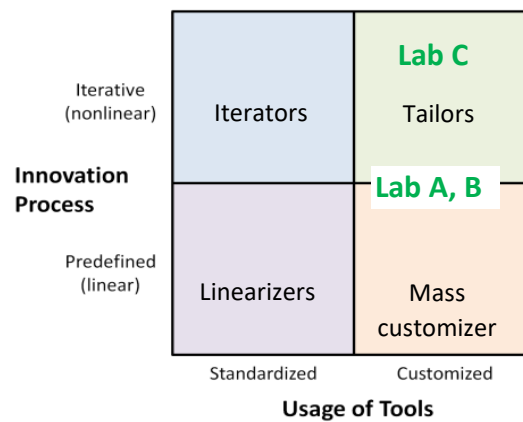 Lab C
Iterative
(nonlinear)
Iterators
Tailors
Innovation
Process
Lab A, B
Predefined
(linear)
Linearizers
Mass
customizer
Standardized
Customized
Usage of Tools